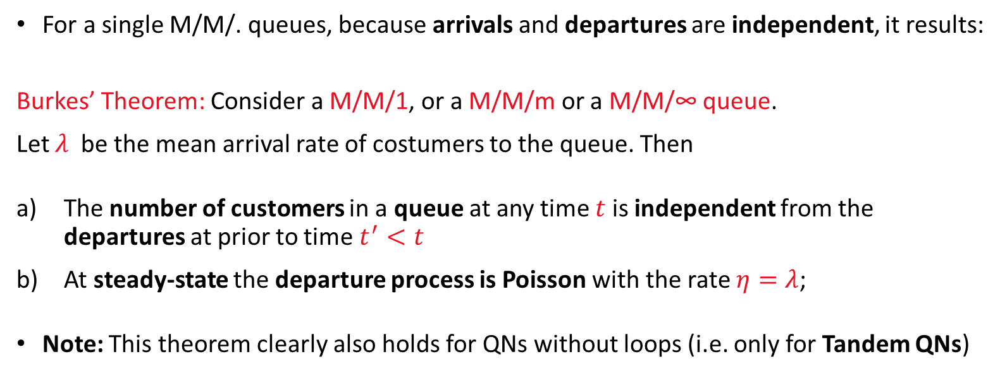 • For a single M/M/. queues, because arrivals and departures are independent, it results:
Burkes’ Theorem: Consider a M/M/1, or a M/M/m or a M/M/∞ queue.
Let λ be the mean arrival rate of costumers to the queue. Then
a) The number of customers in a queue at any time t is independent from the
departures at prior to time t′ < t
b) At steady-state the departure process is Poisson with the rate η = λ;
• Note: This theorem clearly also holds for QNs without loops (i.e. only for Tandem QNs)